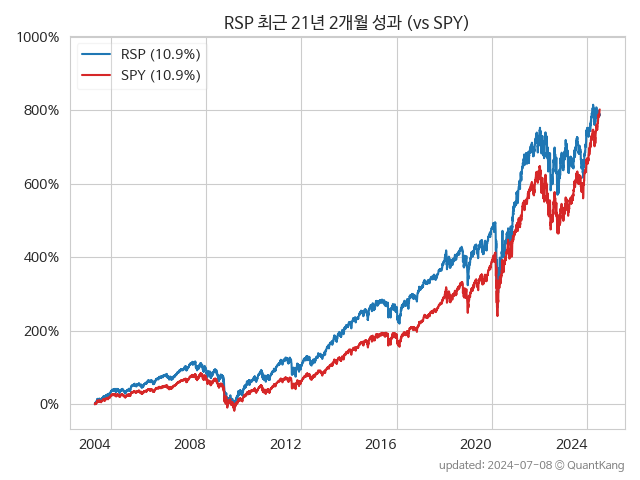 RSP 최근 21년 2개월 성과 (vs SPY)
1000%
RSP (10.9%)
SPY (10.9%)
800%
600%
400%
200%
0%
2004 2008 2012 2016 2020 2024
updated: 2024-07-08 © QuantKang